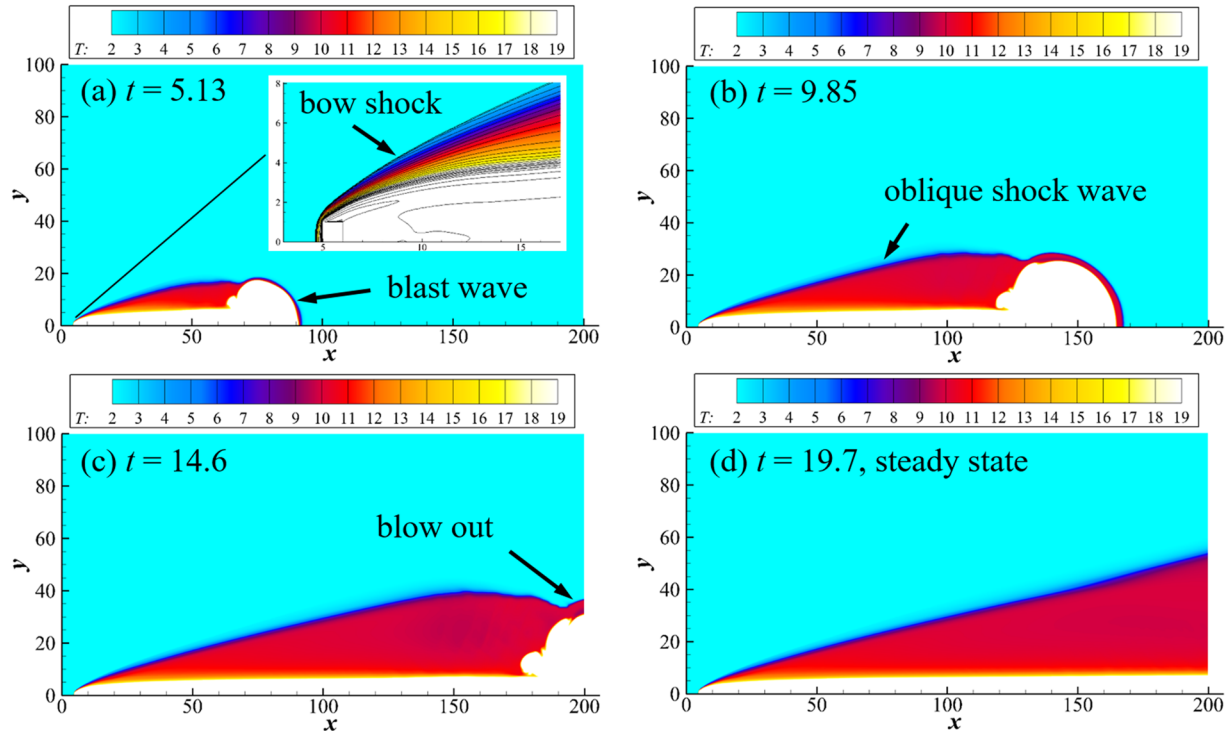 T: 2 3 4 5 6 7 8 9 10 11 12 13 14 15 16 17 18 19
T: 2 3 4 5 6 7 8 9 10 11 12 13 14 15 16 17 18 19
100
80
60
40
20
0
y
(a) t = 5.13
8
6
4
2
0
bow shock
5 10 15
blast wave
0 50 100 150 200
x
100
80
60
40
20
0
y
(b) t = 9.85
oblique shock wave
0 50 100 150 200
x
T: 2 3 4 5 6 7 8 9 10 11 12 13 14 15 16 17 18 19
T: 2 3 4 5 6 7 8 9 10 11 12 13 14 15 16 17 18 19
100
80
60
40
20
0
y
(c) t = 14.6
blow out
0 50 100 150 200
x
100
80
60
40
20
0
y
(d) t = 19.7, steady state
0 50 100 150 200
x